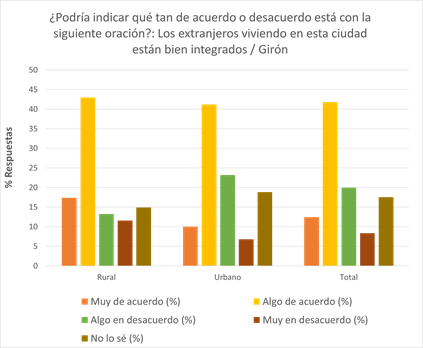 ¿Podría indicar qué tan de acuerdo o desacuerdo está con la
siguiente oración?: Los extranjeros viviendo en esta ciudad
están bien integrados / Girón
% Respuestas
50
45
40
35
30
25
20
15
10
5
0
Rural Urbano Total
Muy de acuerdo (%) Algo de acuerdo (%)
Algo en desacuerdo (%) Muy en desacuerdo (%)
No lo sé (%)